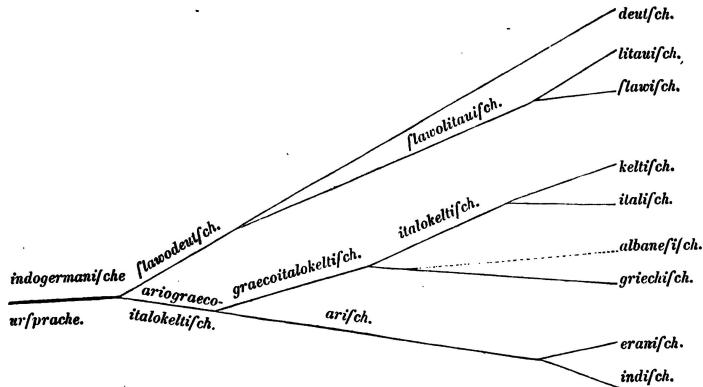 deutſch.
litauiſch.
ſlawiſch.
ſlawolitauiſch.
keltiſch.
italiſch.
italokeltiſch.
albaneſiſch.
griechiſch.
graecoitalokeltiſch.
ſlawodeutſch.
indogermaniſche
urſprache.
ariograeco-
italokeltiſch.
ariſch.
eraniſch.
indiſch.